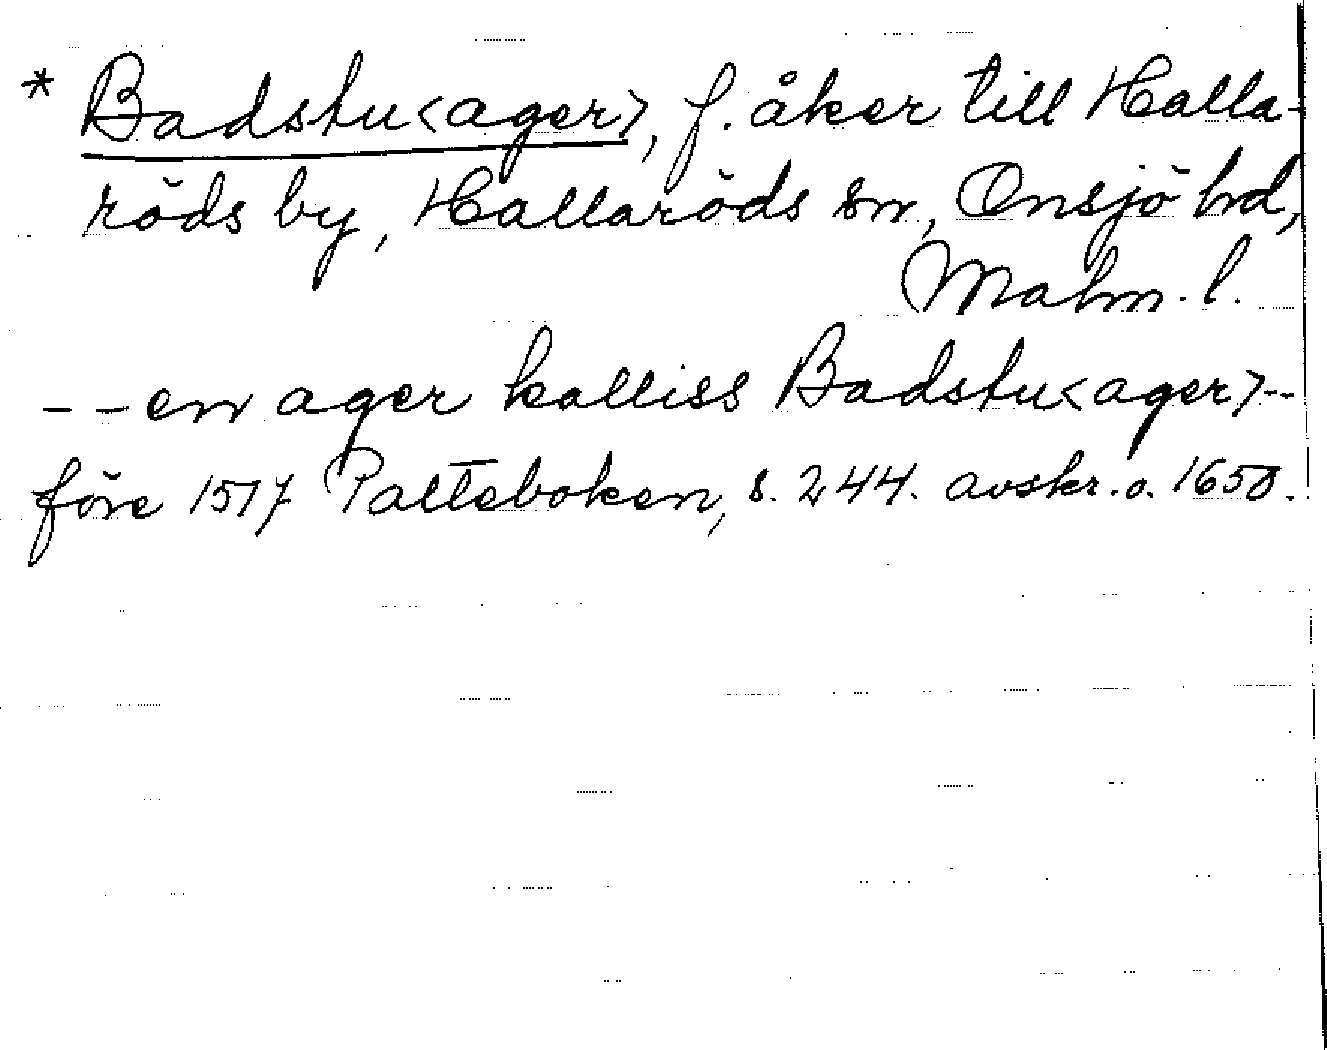 * Badstu<ager>, f. åker till Halla-
röds by, Hallaröds sn, Onsjö hd,
Malm. l.
-- en ager kalliss Badstu<ager>--
före 1517 Palteboken, s. 244. avskr. o. 1650.